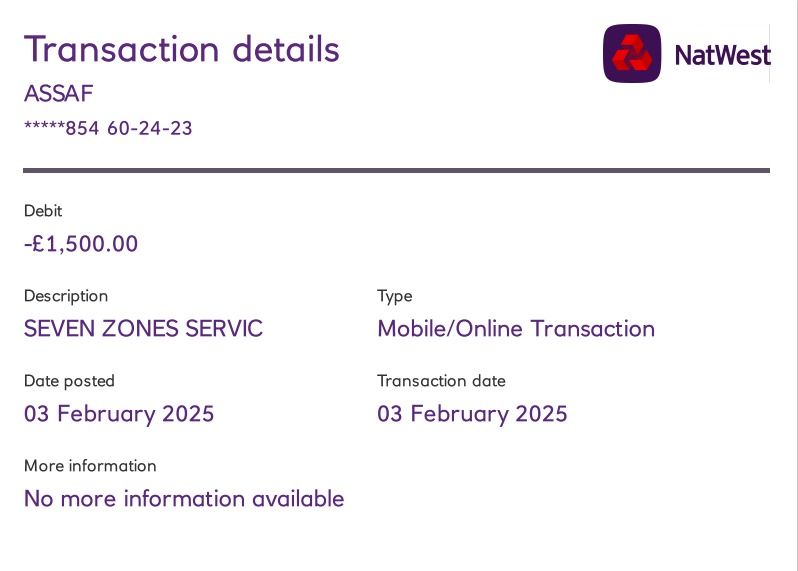 Transaction details
NatWest
ASSAF
*****854 60-24-23
Debit
-£1,500.00
Description
Type
SEVEN ZONES SERVIC
Mobile/Online Transaction
Date posted
Transaction date
03 February 2025
03 February 2025
More information
No more information available